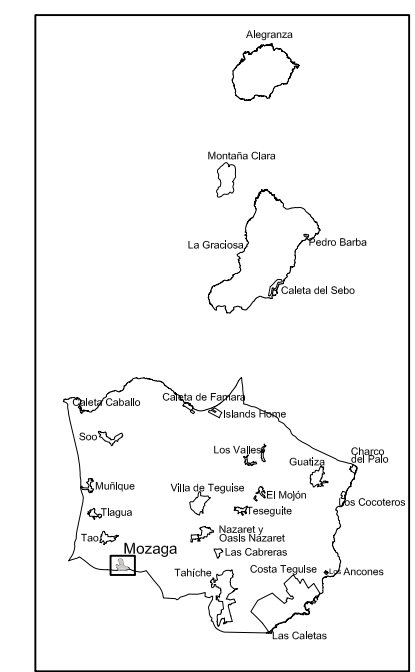 Alegranza
Montaña Clara
La Graciosa
Pedro Barba
Caleta del Sebo
Caleta Caballo
Caleta de Famara
Islands Home
Soo
Los Valles
Guatiza
Charco
del Palo
Muñique
Villa de Teguise
El Mojón
Los Cocoteros
Tiagua
Teseguite
Tao
Nazaret y
Oasis Nazaret
Mozaga
Las Cabreras
Tahíche
Costa Teguise
Los Ancones
Las Caletas